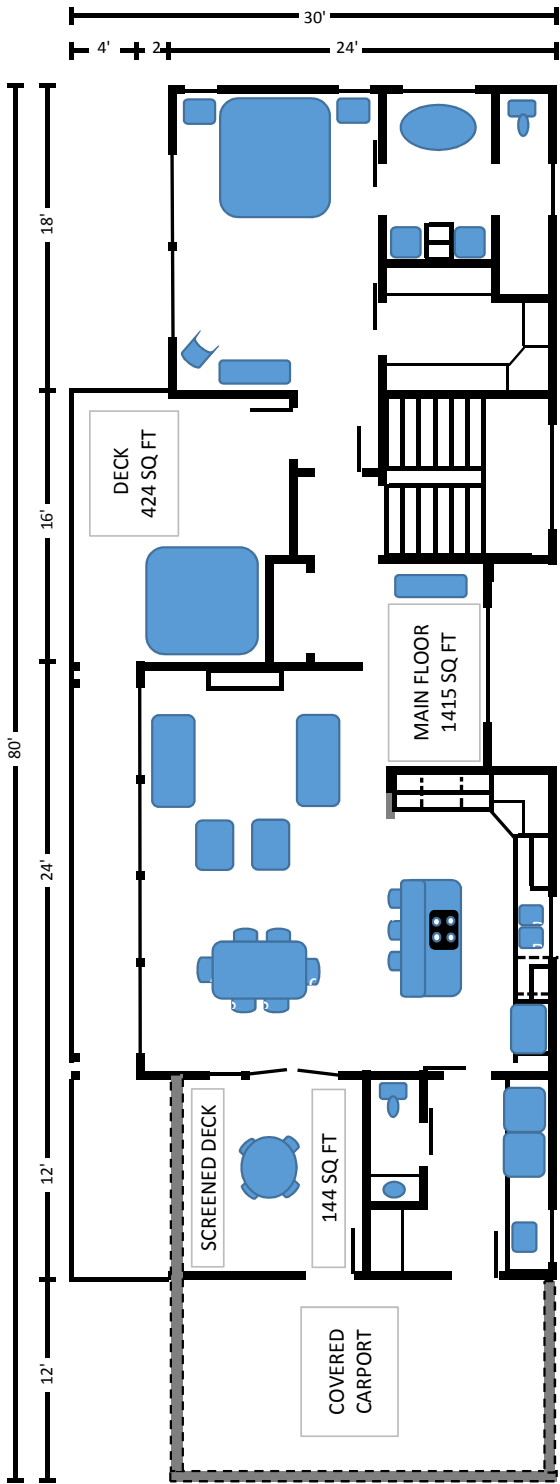 30'
4'
2
24'
18'
DECK
424 SQ FT
16'
MAIN FLOOR
1415 SQ FT
80'
24'
SCREENED DECK
144 SQ FT
12'
COVERED
CARPORT
12'